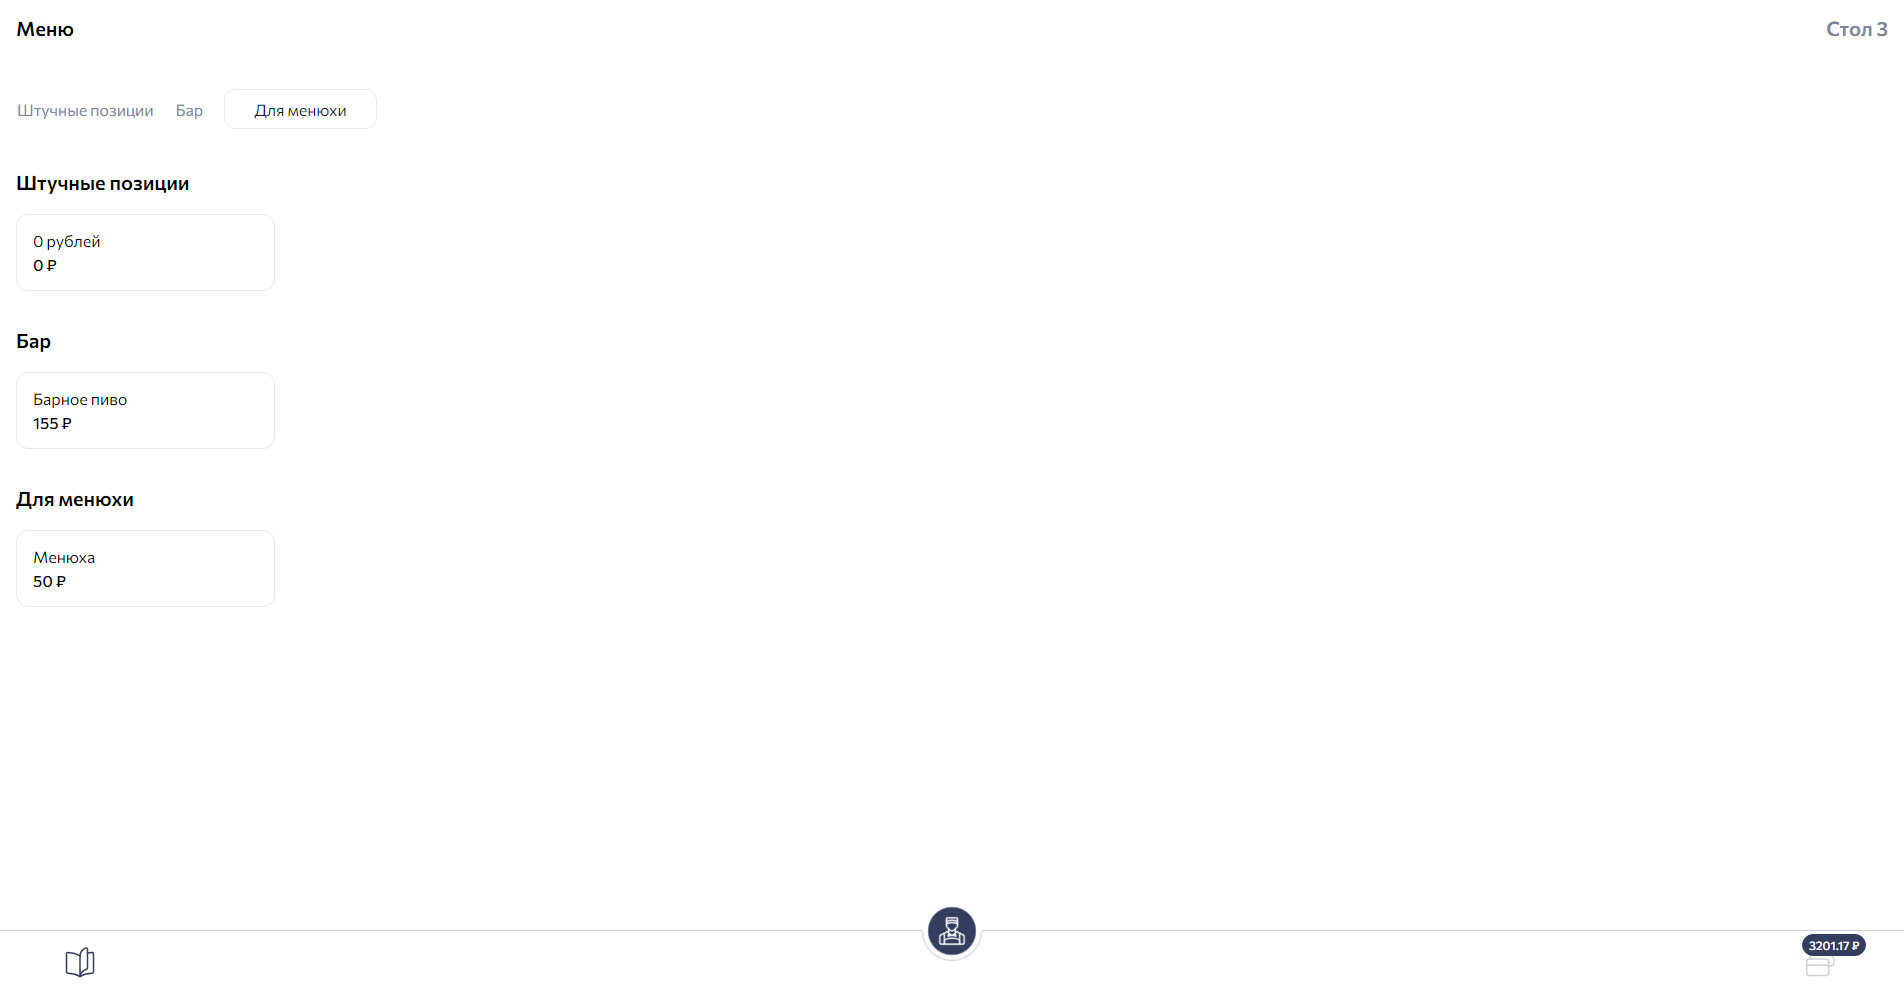 Меню
Стол 3
Штучные позиции
Бар
Для менюхи
Штучные позиции
0 рублей
0 ₽
Бар
Барное пиво
155 ₽
Для менюхи
Менюха
50 ₽
3201.17 ₽